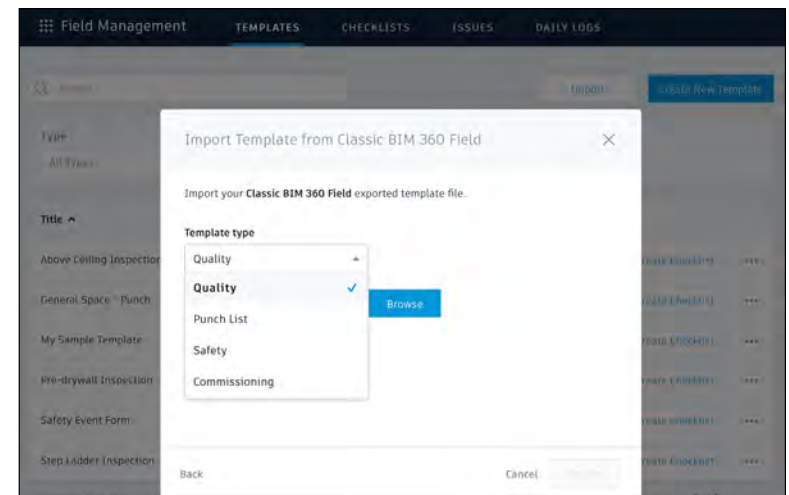 Field Management TEMPLATES CHECKLISTS ISSUES DAILY LOGS
Import Create New Template
Type
All Types
Import Template from Classic BIM 360 Field
Import your Classic BIM 360 Field exported template file.
Title
Template type
Above Ceiling Inspection Quality
Quality
General Space - Punch Browse
Punch List
My Sample Template
Safety
Pre-drywall Inspection Commissioning
Safety Event Form
Step Ladder Inspection
Back Cancel